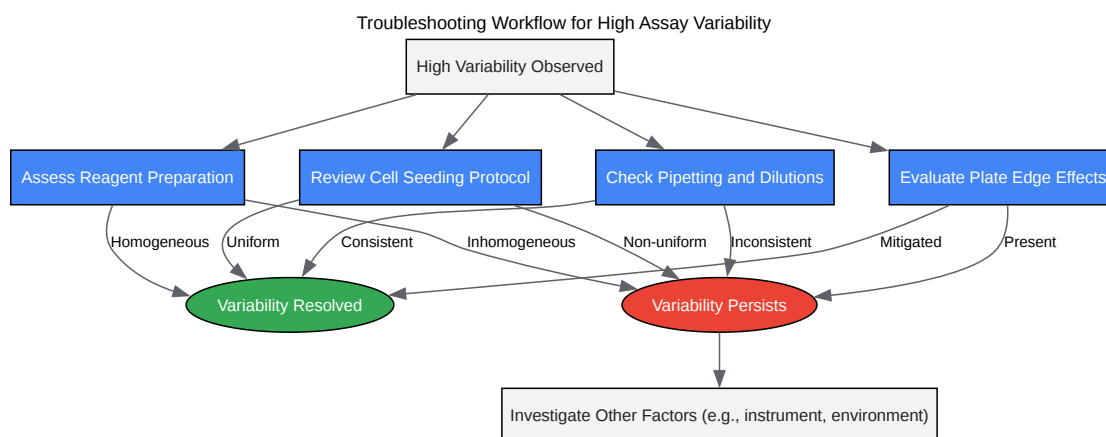 Troubleshooting Workflow for High Assay Variability
High Variability Observed
Assess Reagent Preparation
Review Cell Seeding Protocol
Check Pipetting and Dilutions
Evaluate Plate Edge Effects
Homogeneous
Uniform
Consistent
Inhomogeneous
Non-uniform
Inconsistent
Mitigated
Present
Variability Resolved
Variability Persists
Investigate Other Factors (e.g., instrument, environment)